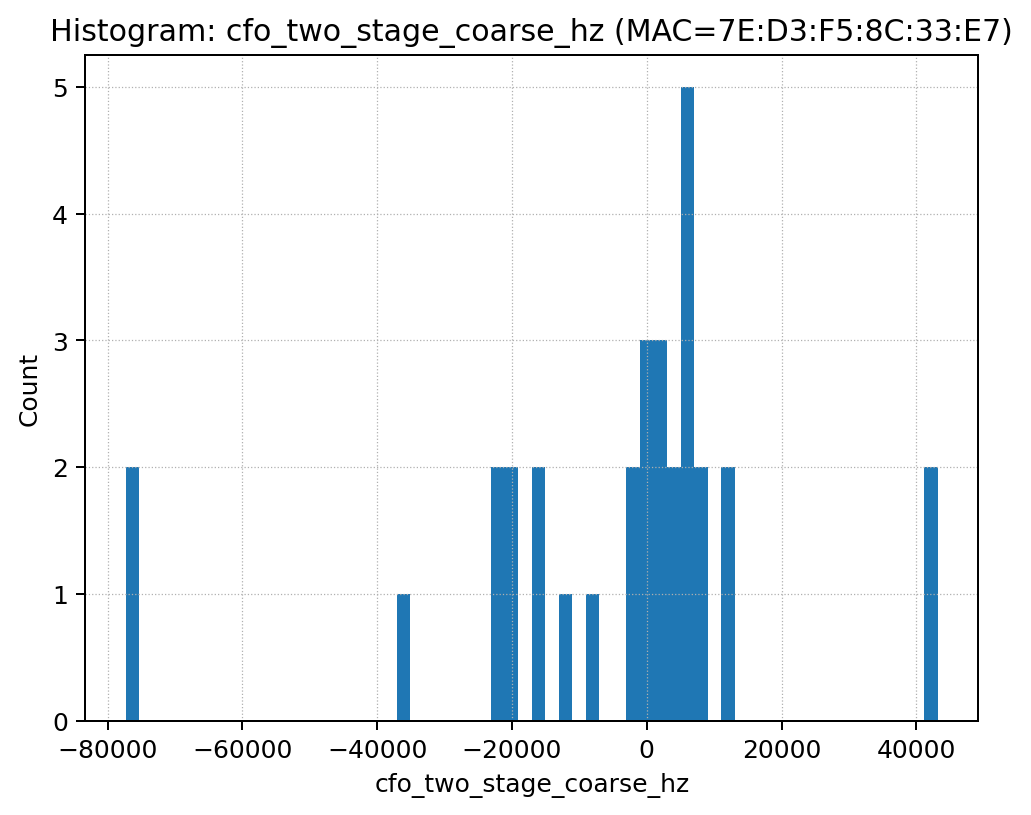 Histogram: cfo_two_stage_coarse_hz (MAC=7E:D3:F5:8C:33:E7)
5
4
3
2
1
0
Count
−80000 −60000 −40000 −20000 0 20000 40000
cfo_two_stage_coarse_hz